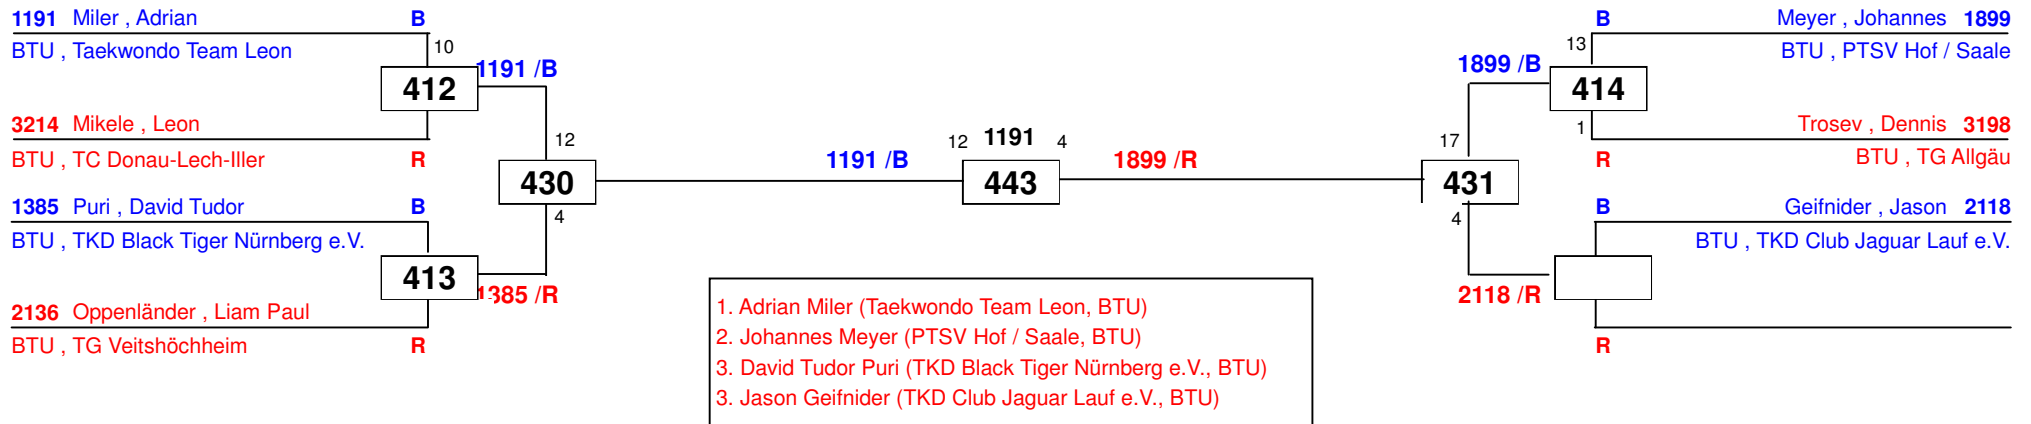 1191 Miler , Adrian B
BTU , Taekwondo Team Leon
10
412
1191 /B
3214 Mikele , Leon
BTU , TC Donau-Lech-Iller R
12
430
4
1385 Puri , David Tudor B
BTU , TKD Black Tiger Nürnberg e.V.
413
1385 /R
2136 Oppenländer , Liam Paul
BTU , TG Veitshöchheim R
1191 /B
12 1191 4
443
1899 /R
B Meyer , Johannes 1899
13 BTU , PTSV Hof / Saale
1899 /B
414
1 Trosev , Dennis 3198
R BTU , TG Allgäu
17
431
4
B Geifnider , Jason 2118
BTU , TKD Club Jaguar Lauf e.V.
2118 /R
R
1. Adrian Miler (Taekwondo Team Leon, BTU)
2. Johannes Meyer (PTSV Hof / Saale, BTU)
3. David Tudor Puri (TKD Black Tiger Nürnberg e.V., BTU)
3. Jason Geifnider (TKD Club Jaguar Lauf e.V., BTU)